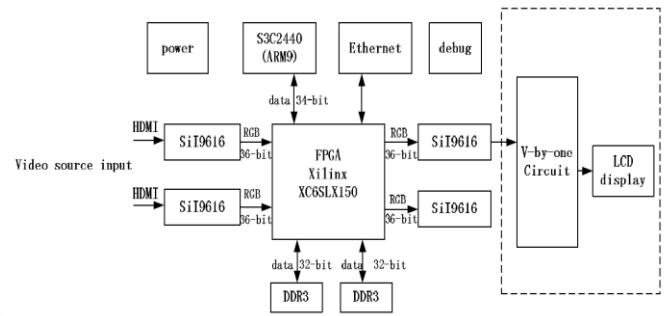 power
S3C2440
(ARM9)
Ethernet
debug
data 34-bit
HDMI
SiI9616
RGB
36-bit
FPGA
Xilinx
XC6SLX150
RGB
36-bit
SiI9616
V-by-one
Circuit
LCD
display
Video source input
HDMI
SiI9616
RGB
36-bit
RGB
36-bit
SiI9616
data 32-bit
data 32-bit
DDR3
DDR3